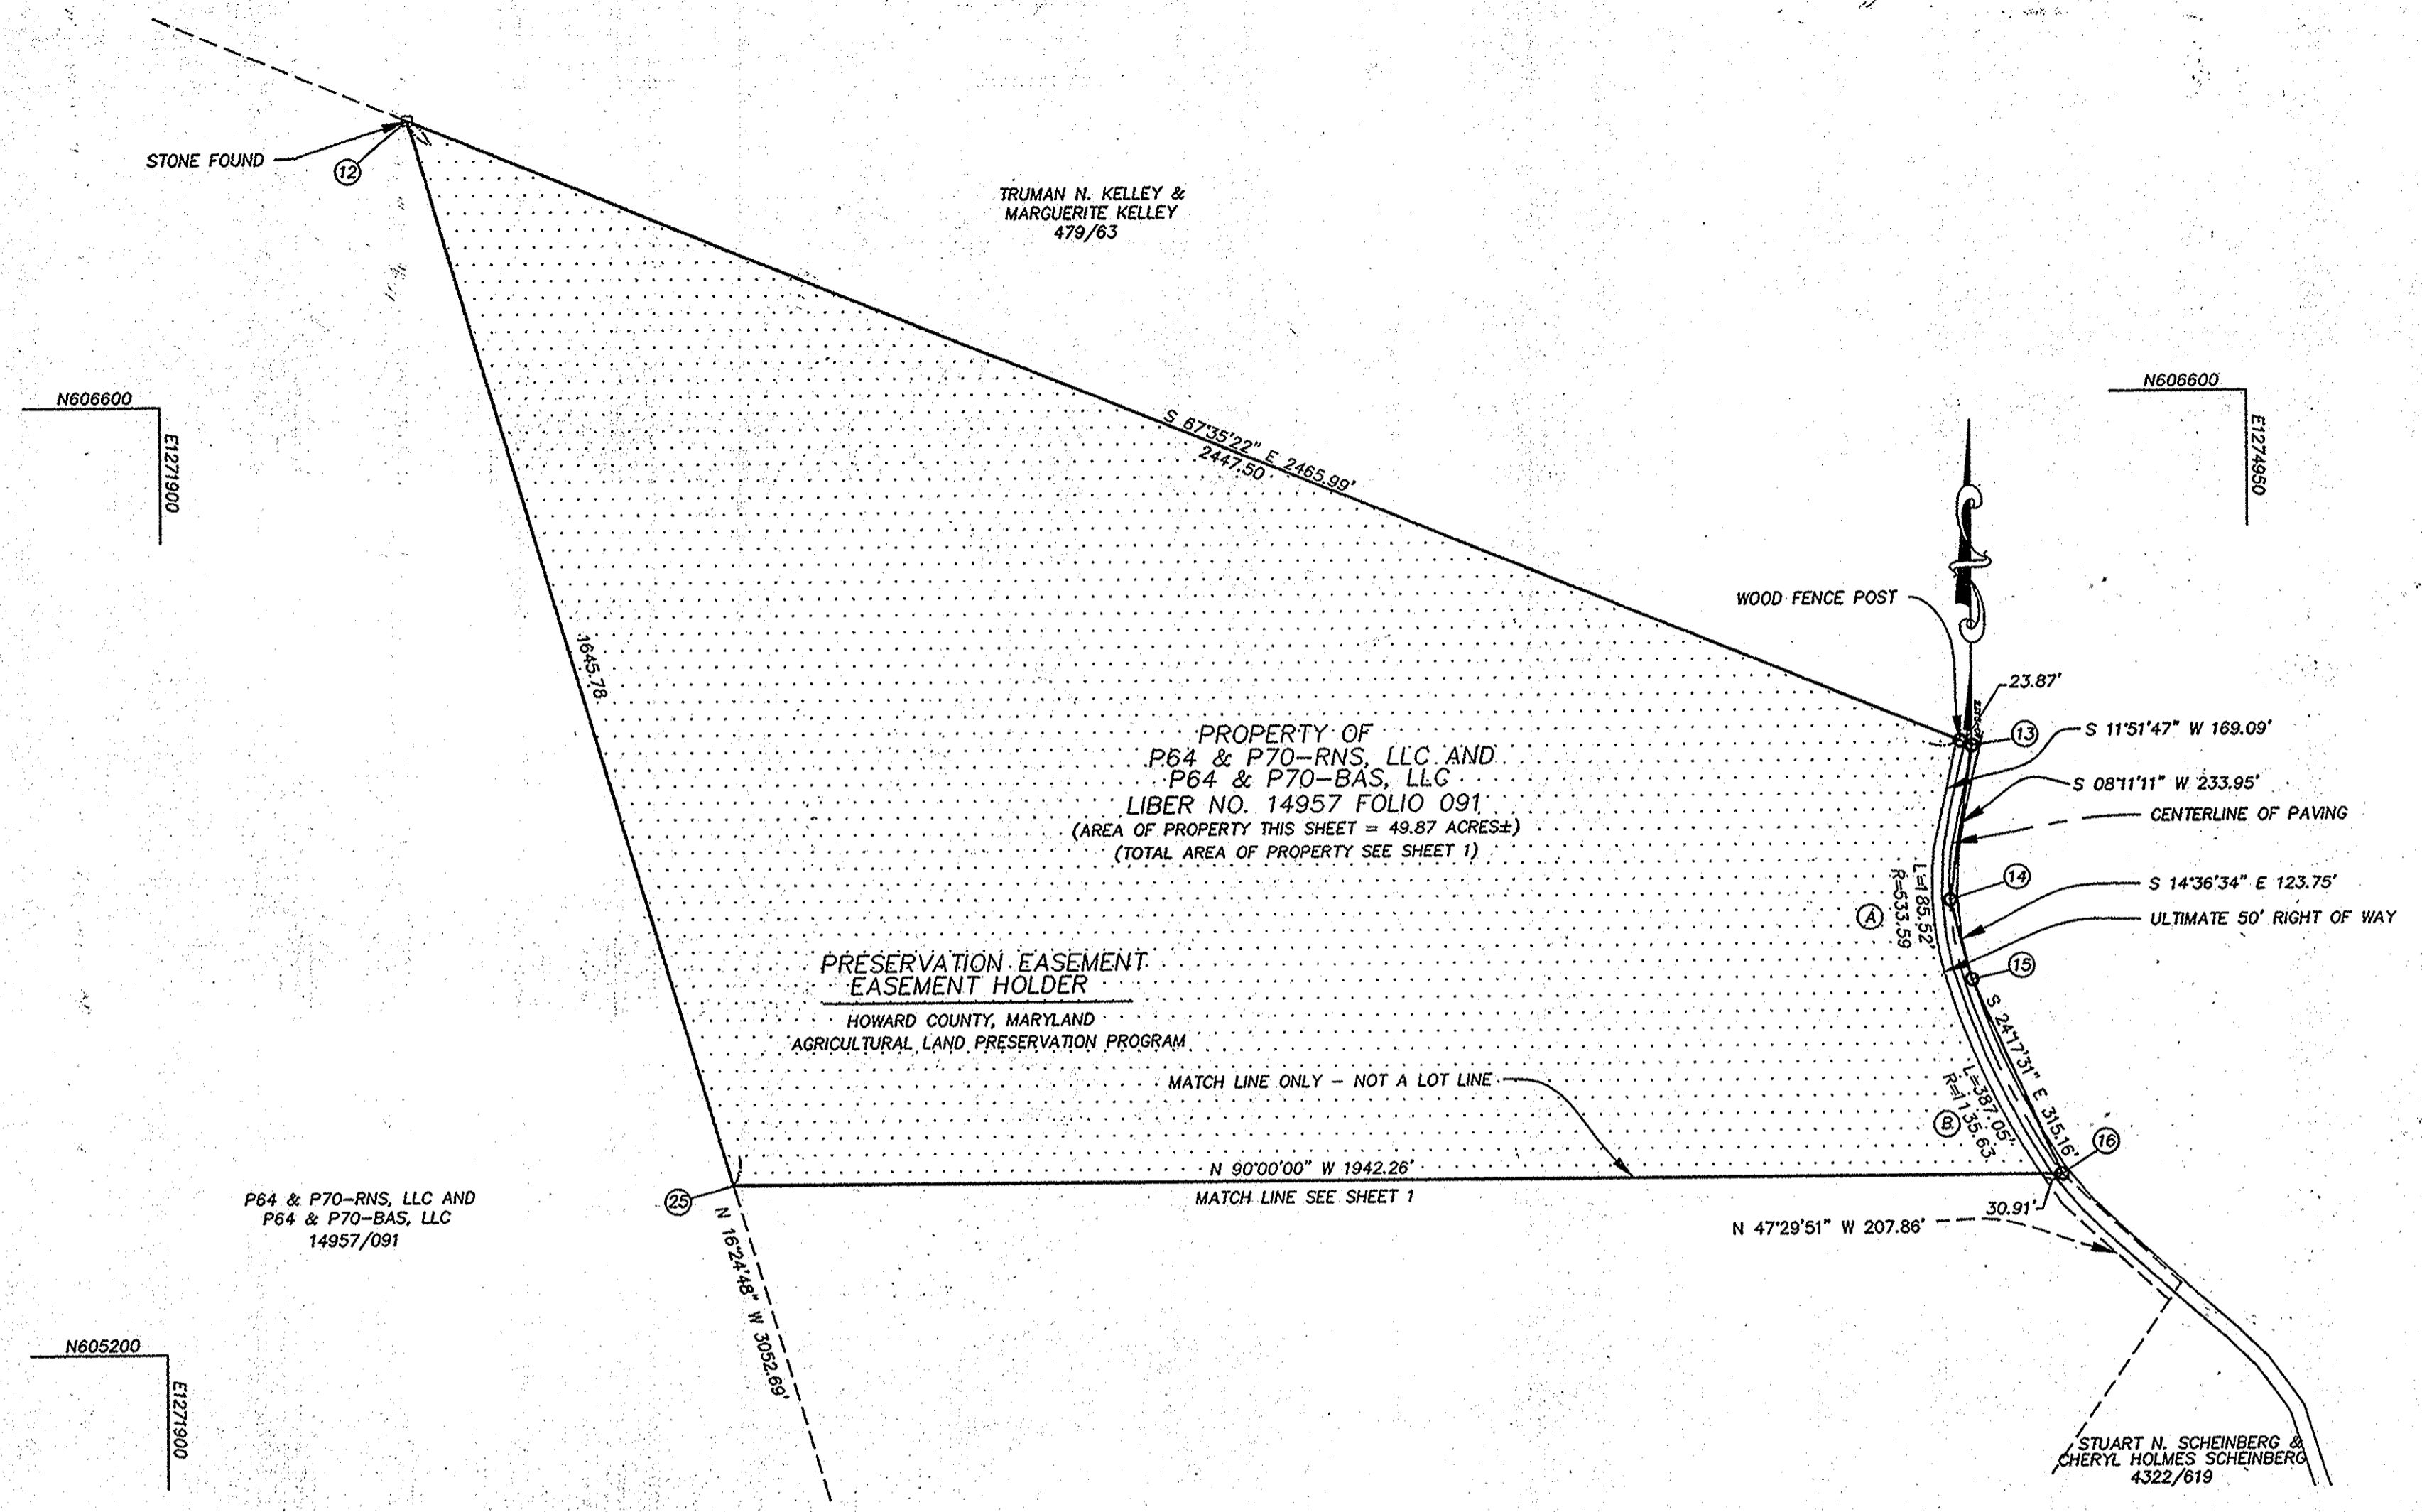 STONE FOUND
12
TRUMAN N. KELLEY &
MARGUERITE KELLEY
479/63
N606600
E1271900
N606600
E1274950
S 67°35'22" E 2465.99'
2447.50
WOOD FENCE POST
1645.78
23.87'
13
S 11°51'47" W 169.09'
S 08°11'11" W 233.95'
CENTERLINE OF PAVING
14
S 14°36'34" E 123.75'
ULTIMATE 50' RIGHT OF WAY
15
PROPERTY OF
P64 & P70-RNS, LLC AND
P64 & P70-BAS, LLC
LIBER NO. 14957 FOLIO 091
(AREA OF PROPERTY THIS SHEET = 49.87 ACRES±)
(TOTAL AREA OF PROPERTY SEE SHEET 1)
A
L=185.52'
R=533.59
PRESERVATION EASEMENT
EASEMENT HOLDER
HOWARD COUNTY, MARYLAND
AGRICULTURAL LAND PRESERVATION PROGRAM
S 24°17'31" E 315.16'
L=387.05'
R=1135.63
B
16
MATCH LINE ONLY - NOT A LOT LINE
N 90°00'00" W 1942.26'
MATCH LINE SEE SHEET 1
25
30.91'
N 47°29'51" W 207.86'
P64 & P70-RNS, LLC AND
P64 & P70-BAS, LLC
14957/091
N 16°24'48" W 3052.69'
N605200
E1271900
STUART N. SCHEINBERG &
CHERYL HOLMES SCHEINBERG
4322/619